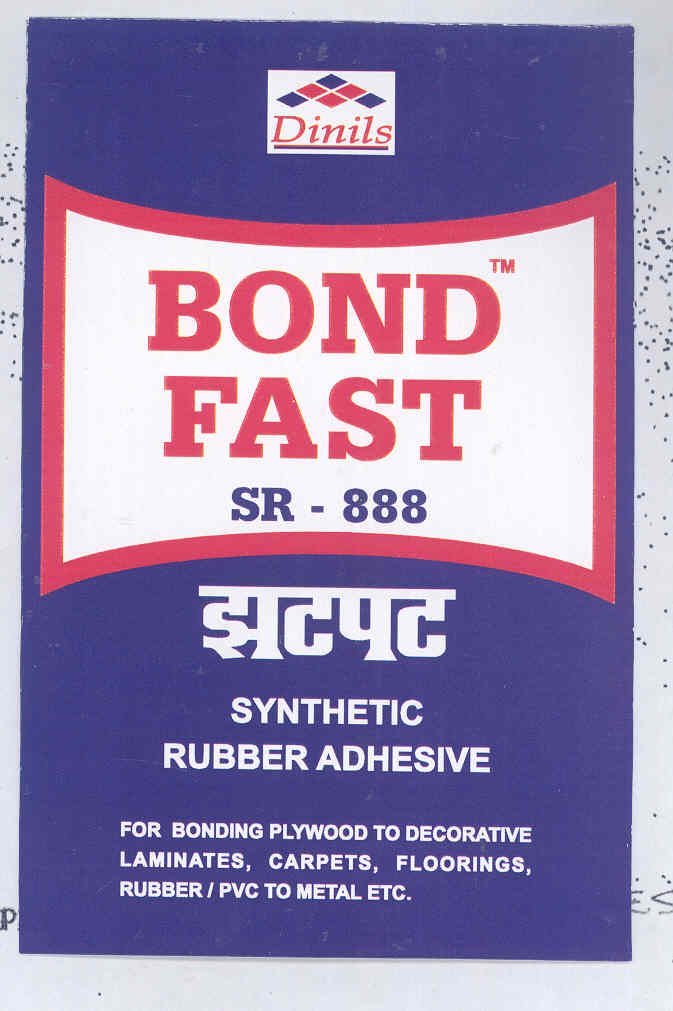 Dinils
BOND™
FAST
SR - 888
झटपट
SYNTHETIC
RUBBER ADHESIVE
FOR BONDING PLYWOOD TO DECORATIVE
LAMINATES, CARPETS, FLOORINGS,
RUBBER / PVC TO METAL ETC.